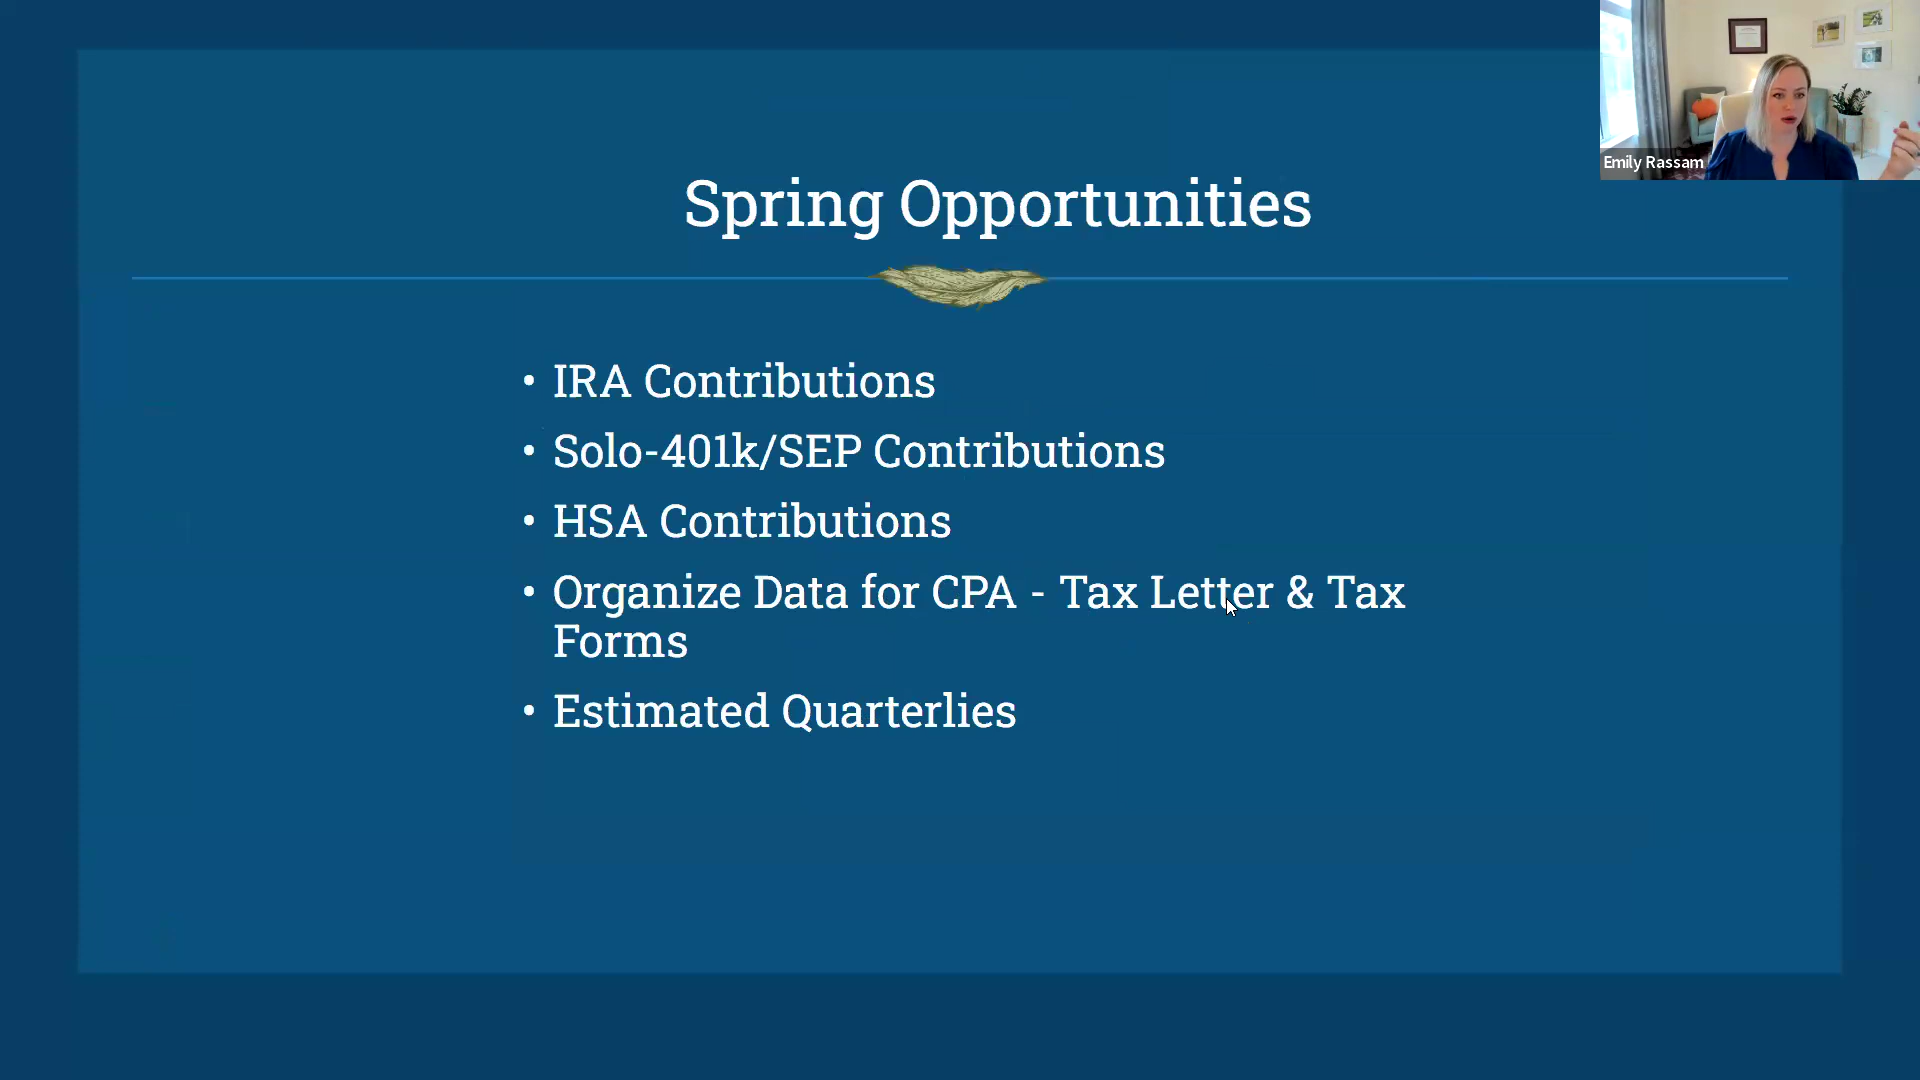 Emily Rassam
Spring Opportunities
• IRA Contributions
• Solo-401k/SEP Contributions
• HSA Contributions
• Organize Data for CPA - Tax Letter & Tax
Forms
• Estimated Quarterlies